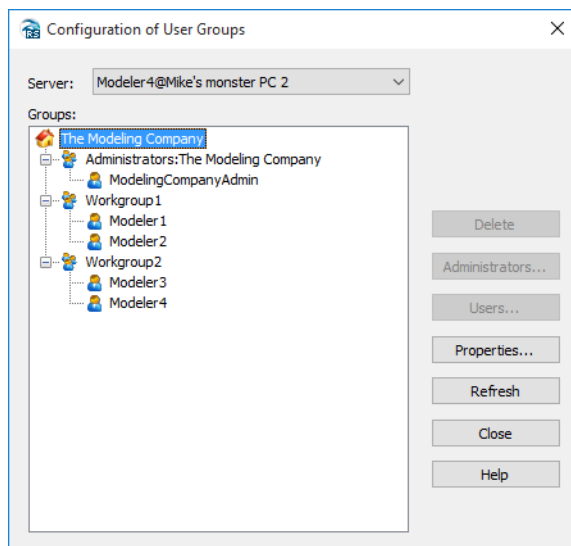 Configuration of User Groups
Server: Modeler4@Mike's monster PC 2
Groups:
The Modeling Company
Administrators:The Modeling Company
ModelingCompanyAdmin
Workgroup1
Modeler1
Modeler2
Workgroup2
Modeler3
Modeler4
Delete
Administrators...
Users...
Properties...
Refresh
Close
Help